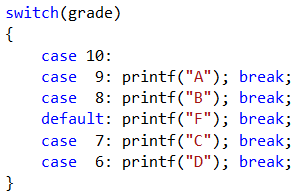 switch(grade)
{
    case 10:
    case  9: printf("A"); break;
    case  8: printf("B"); break;
    default: printf("F"); break;
    case  7: printf("C"); break;
    case  6: printf("D"); break;
}